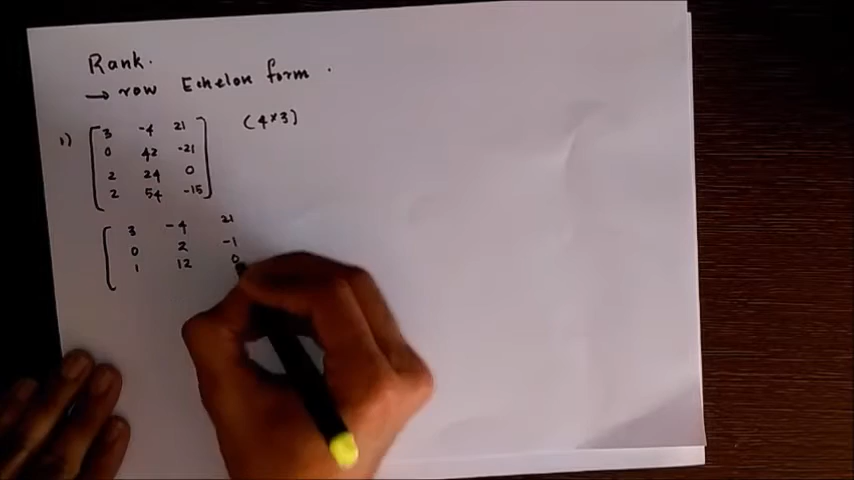 Rank.
→ row Echelon form.
1) [ 3 -4 21 ] (4×3)
0 42 -21
2 24 0
2 54 -15
[ 3 -4 21
0 2 -1
1 12 0